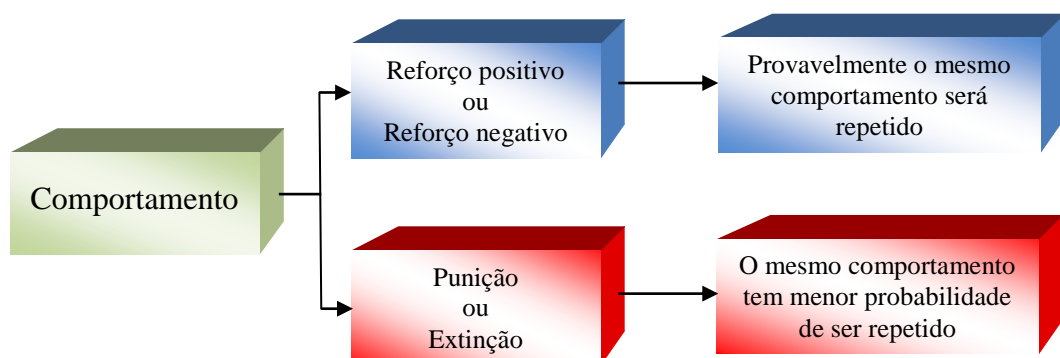 Comportamento
Reforço positivo
ou
Reforço negativo
Provavelmente o mesmo
comportamento será
repetido
Punição
ou
Extinção
O mesmo comportamento
tem menor probabilidade
de ser repetido